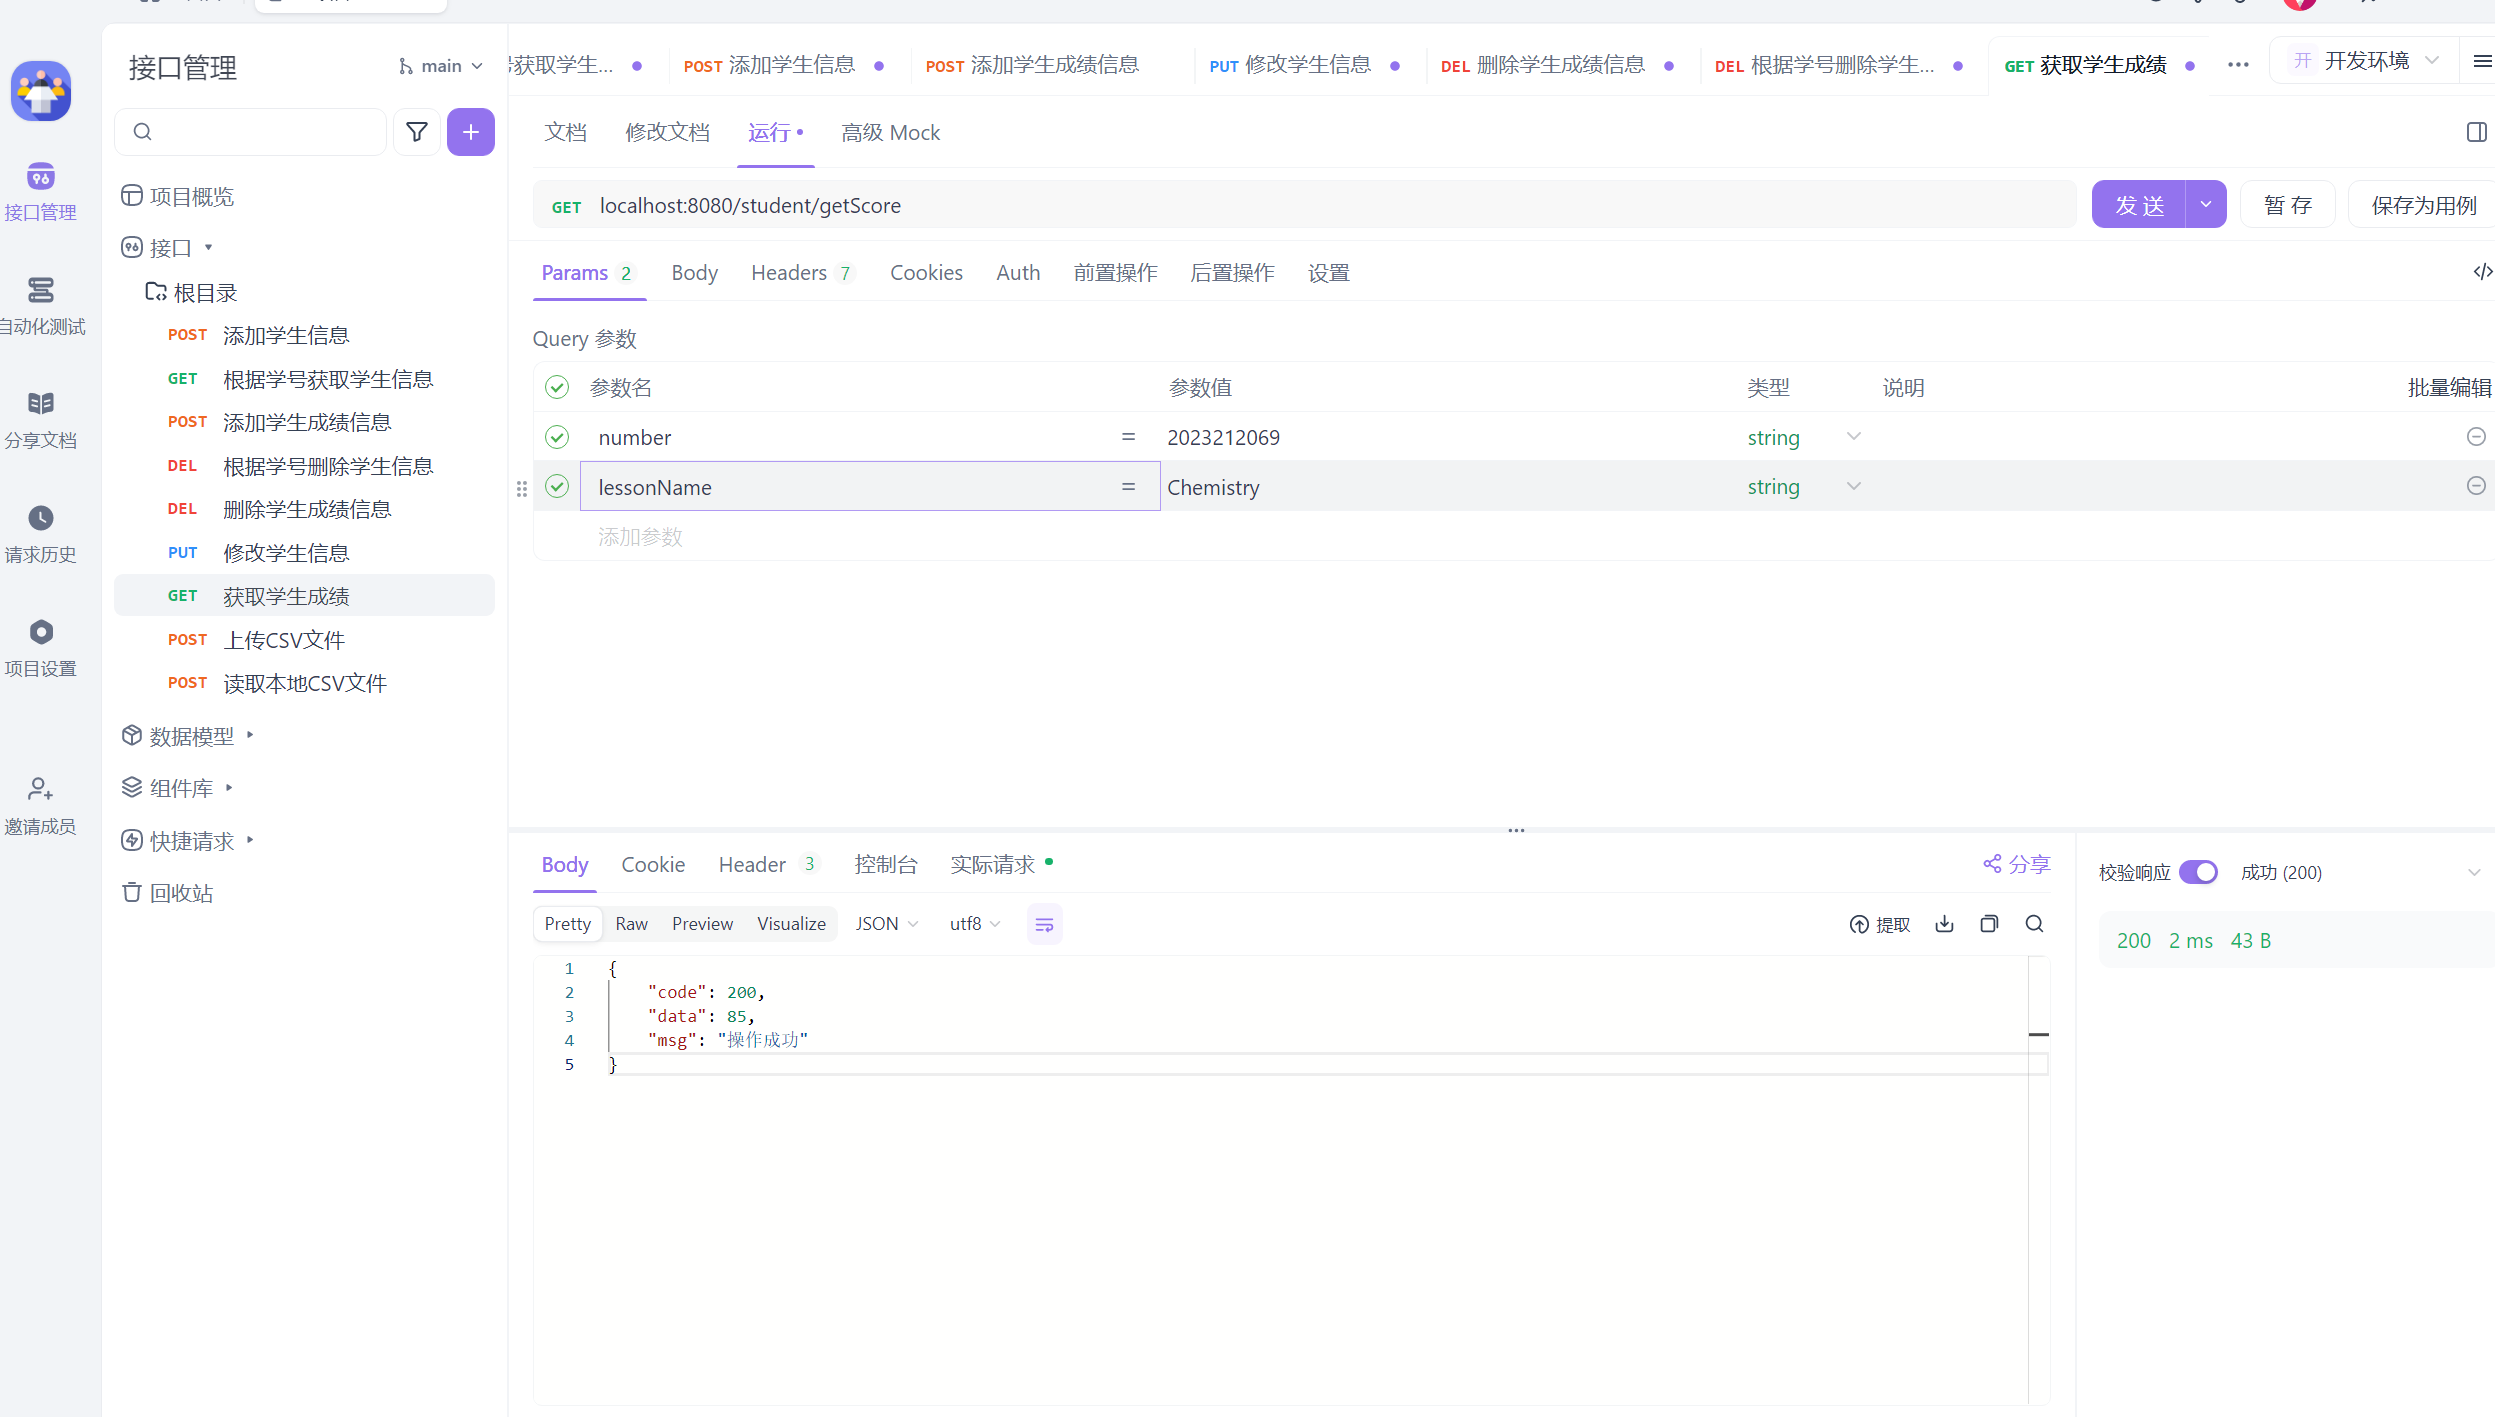 接口管理
自动化测试
分享文档
请求历史
项目设置
邀请成员
接口管理
main
项目概览
接口
根目录
POST 添加学生信息
GET 根据学号获取学生信息
POST 添加学生成绩信息
DEL 根据学号删除学生信息
DEL 删除学生成绩信息
PUT 修改学生信息
GET 获取学生成绩
POST 上传CSV文件
POST 读取本地CSV文件
数据模型
组件库
快捷请求
回收站
获取学生...
POST 添加学生信息
POST 添加学生成绩信息
PUT 修改学生信息
DEL 删除学生成绩信息
DEL 根据学号删除学生...
GET 获取学生成绩
开 开发环境
文档 修改文档 运行 高级 Mock
GET localhost:8080/student/getScore
发 送
暂 存
保存为用例
Params 2 Body Headers 7 Cookies Auth 前置操作 后置操作 设置
Query 参数
参数名 参数值 类型 说明 批量编辑
number = 2023212069 string
lessonName = Chemistry string
添加参数
Body Cookie Header 3 控制台 实际请求
分享
Pretty Raw Preview Visualize JSON utf8
提取
1 {
2 "code": 200,
3 "data": 85,
4 "msg": "操作成功"
5 }
校验响应 成功 (200)
200 2 ms 43 B